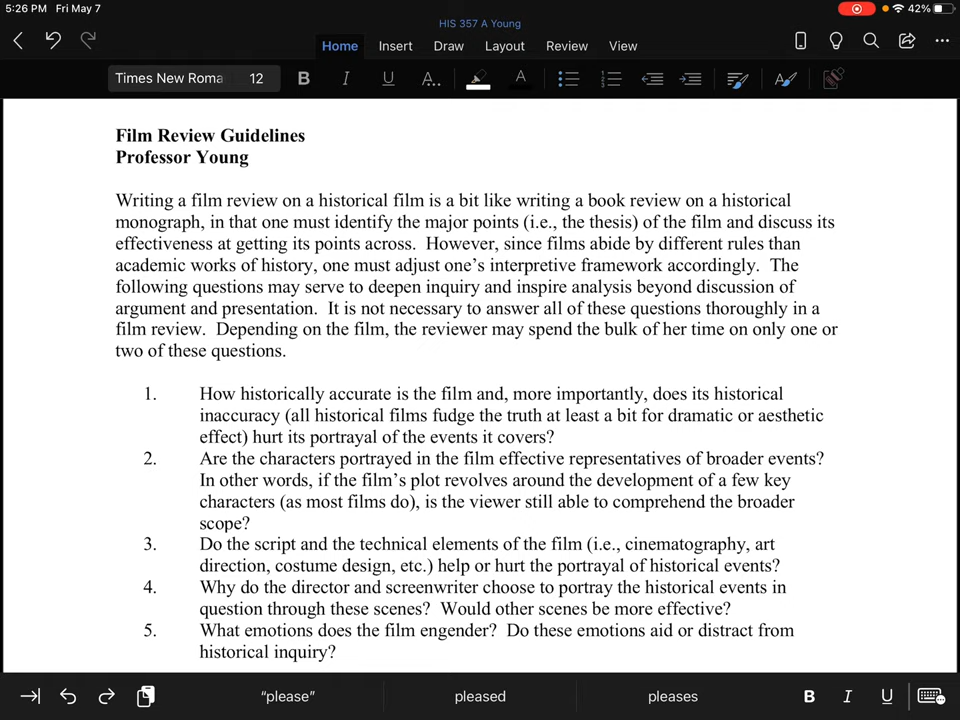 5:26 PM Fri May 7
42%
HIS 357 A Young
Home Insert Draw Layout Review View
Times New Roma 12 B I U A.. A
Film Review Guidelines
Professor Young
Writing a film review on a historical film is a bit like writing a book review on a historical
monograph, in that one must identify the major points (i.e., the thesis) of the film and discuss its
effectiveness at getting its points across.  However, since films abide by different rules than
academic works of history, one must adjust one's interpretive framework accordingly.  The
following questions may serve to deepen inquiry and inspire analysis beyond discussion of
argument and presentation.  It is not necessary to answer all of these questions thoroughly in a
film review.  Depending on the film, the reviewer may spend the bulk of her time on only one or
two of these questions.
1. How historically accurate is the film and, more importantly, does its historical
inaccuracy (all historical films fudge the truth at least a bit for dramatic or aesthetic
effect) hurt its portrayal of the events it covers?
2. Are the characters portrayed in the film effective representatives of broader events?
In other words, if the film's plot revolves around the development of a few key
characters (as most films do), is the viewer still able to comprehend the broader
scope?
3. Do the script and the technical elements of the film (i.e., cinematography, art
direction, costume design, etc.) help or hurt the portrayal of historical events?
4. Why do the director and screenwriter choose to portray the historical events in
question through these scenes?  Would other scenes be more effective?
5. What emotions does the film engender?  Do these emotions aid or distract from
historical inquiry?
"please" pleased pleases B I U